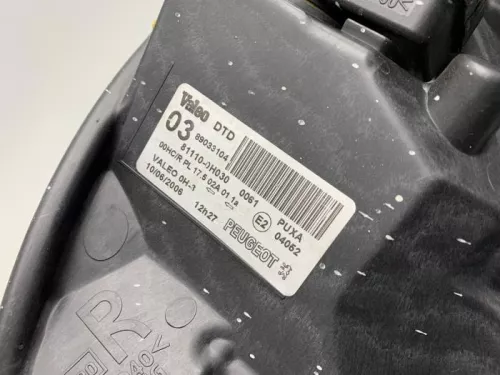 Valeo DTD
03 89033104
81110-0H030 0061 PUXA
00HC/R PL 17.5 02A 01 1a E2 04062
VALEO 0H-1
10/06/2006 12h27 PEUGEOT
R